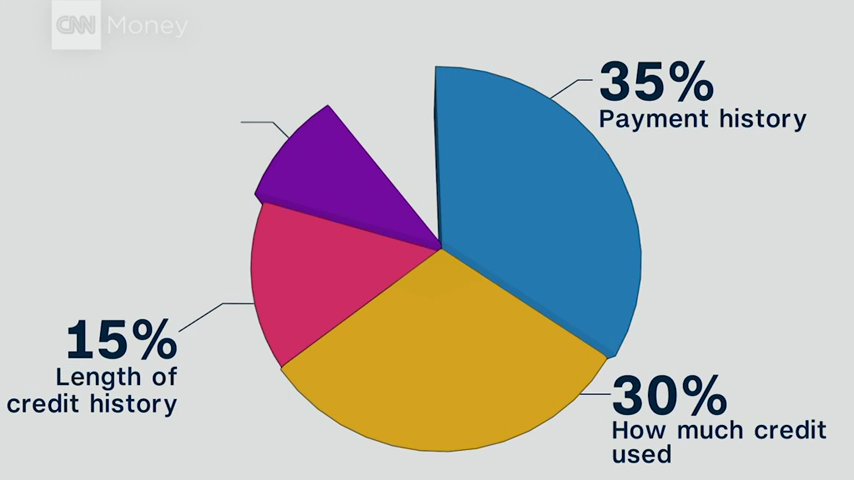 CNN Money
35%
Payment history
15%
Length of
credit history
30%
How much credit
used